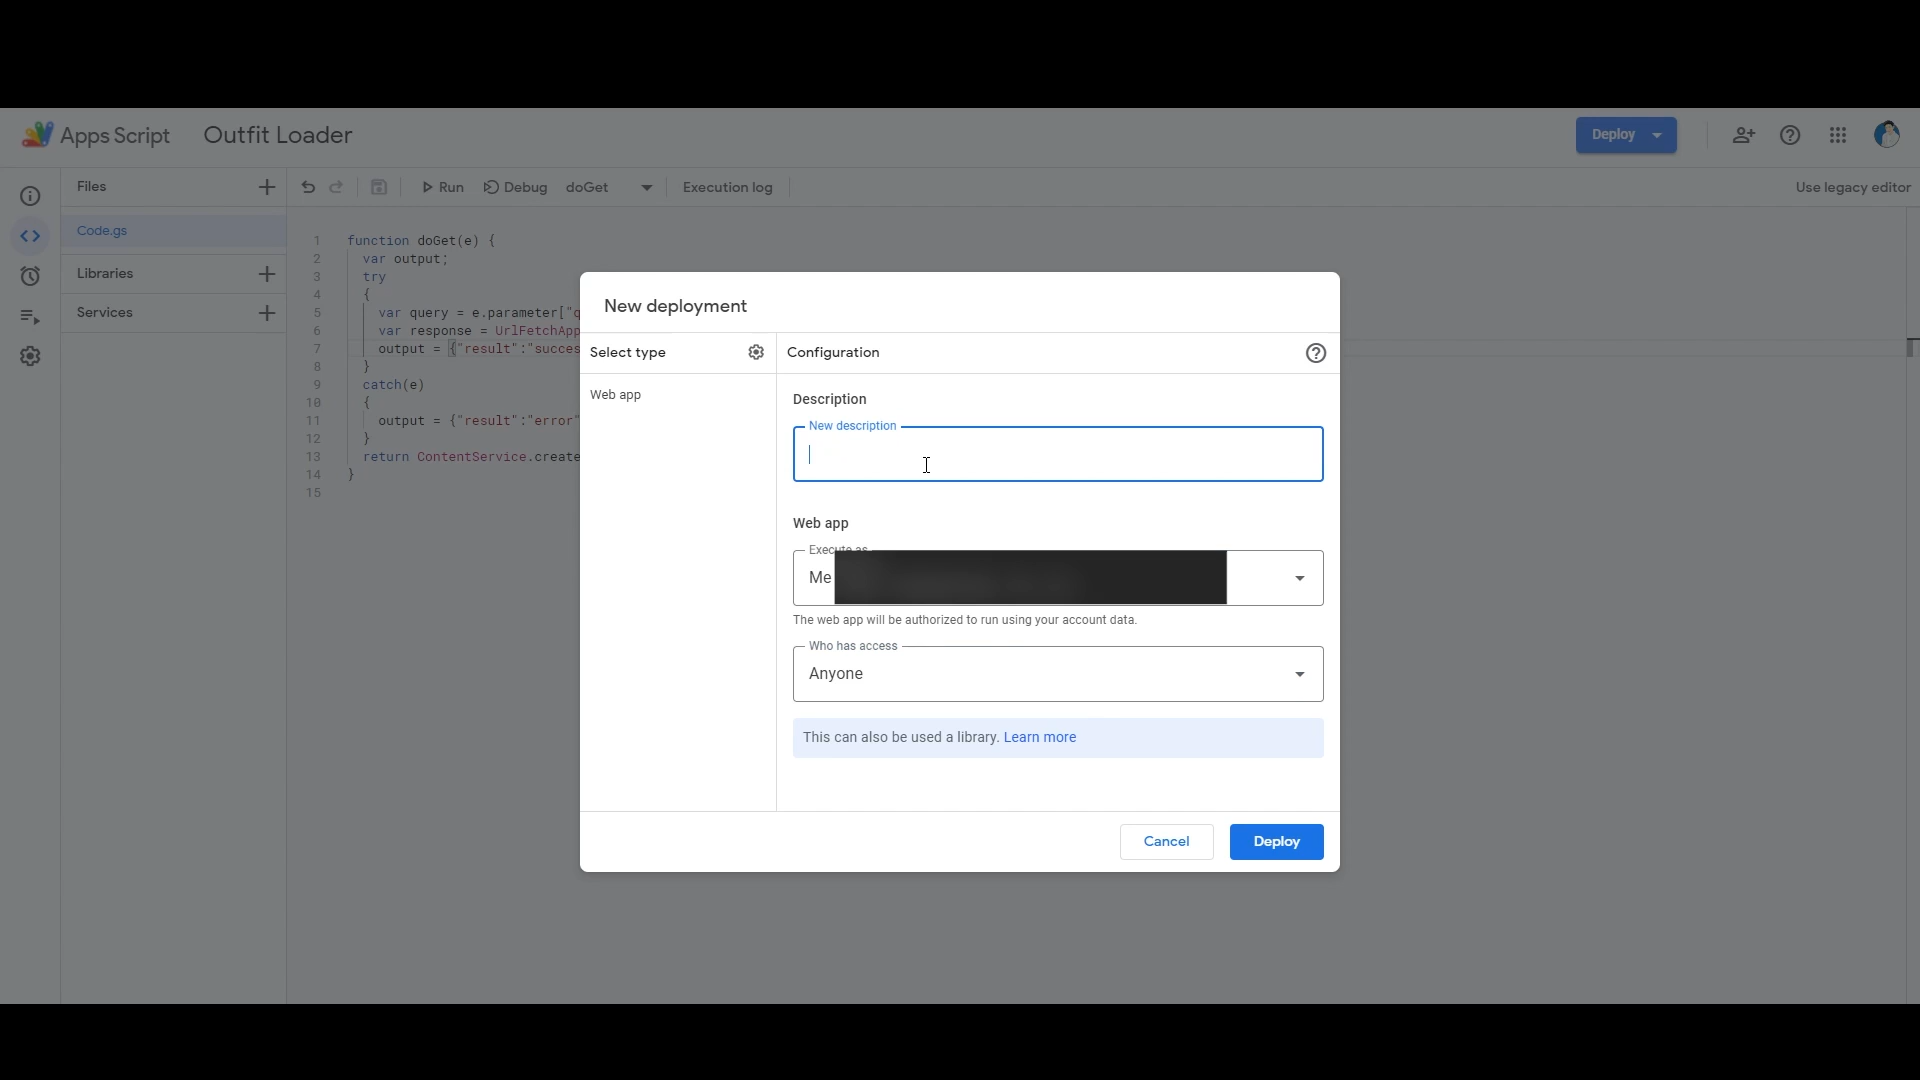 Apps Script
Outfit Loader
Deploy
Files
Run
Debug
doGet
Execution log
Use legacy editor
Code.gs
Libraries
Services
1 function doGet(e) {
2 var output;
3 try
4 {
5 var query = e.parameter["q
6 var response = UrlFetchApp
7 output = {"result":"succes
8 }
9 catch(e)
10 {
11 output = {"result":"error"
12 }
13 return ContentService.create
14 }
15
New deployment
Select type
Configuration
Web app
Description
New description
Web app
Execute as
Me
The web app will be authorized to run using your account data.
Who has access
Anyone
This can also be used a library. Learn more
Cancel
Deploy